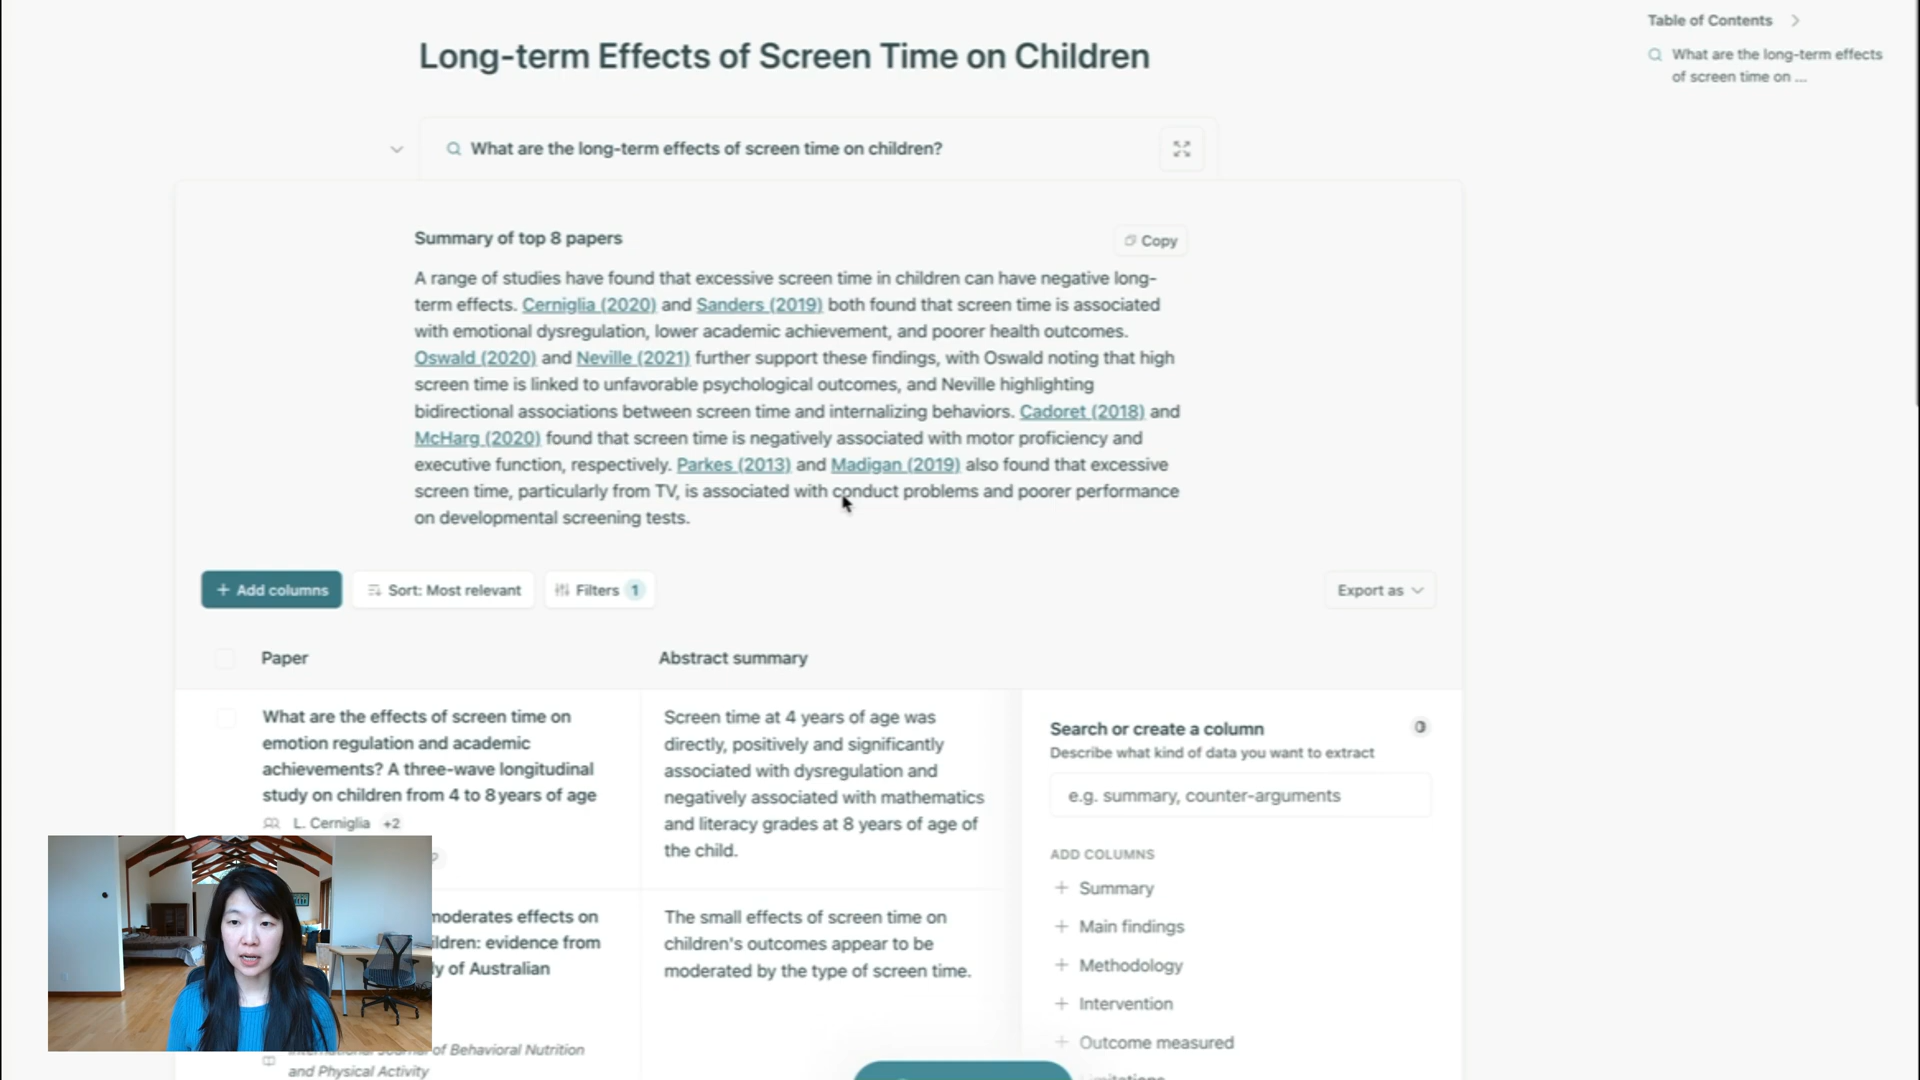 Table of Contents
What are the long-term effects
of screen time on ...
Long-term Effects of Screen Time on Children
What are the long-term effects of screen time on children?
Summary of top 8 papers
Copy
A range of studies have found that excessive screen time in children can have negative long-
term effects. Cerniglia (2020) and Sanders (2019) both found that screen time is associated
with emotional dysregulation, lower academic achievement, and poorer health outcomes.
Oswald (2020) and Neville (2021) further support these findings, with Oswald noting that high
screen time is linked to unfavorable psychological outcomes, and Neville highlighting
bidirectional associations between screen time and internalizing behaviors. Cadoret (2018) and
McHarg (2020) found that screen time is negatively associated with motor proficiency and
executive function, respectively. Parkes (2013) and Madigan (2019) also found that excessive
screen time, particularly from TV, is associated with conduct problems and poorer performance
on developmental screening tests.
+ Add columns
Sort: Most relevant
Filters 1
Export as
Paper
Abstract summary
What are the effects of screen time on
emotion regulation and academic
achievements? A three-wave longitudinal
study on children from 4 to 8 years of age
L. Cerniglia +2
Screen time at 4 years of age was
directly, positively and significantly
associated with dysregulation and
negatively associated with mathematics
and literacy grades at 8 years of age of
the child.
moderates effects on
ildren: evidence from
ly of Australian
International Journal of Behavioral Nutrition
and Physical Activity
The small effects of screen time on
children's outcomes appear to be
moderated by the type of screen time.
Search or create a column
Describe what kind of data you want to extract
e.g. summary, counter-arguments
ADD COLUMNS
+ Summary
+ Main findings
+ Methodology
+ Intervention
+ Outcome measured
Limitations